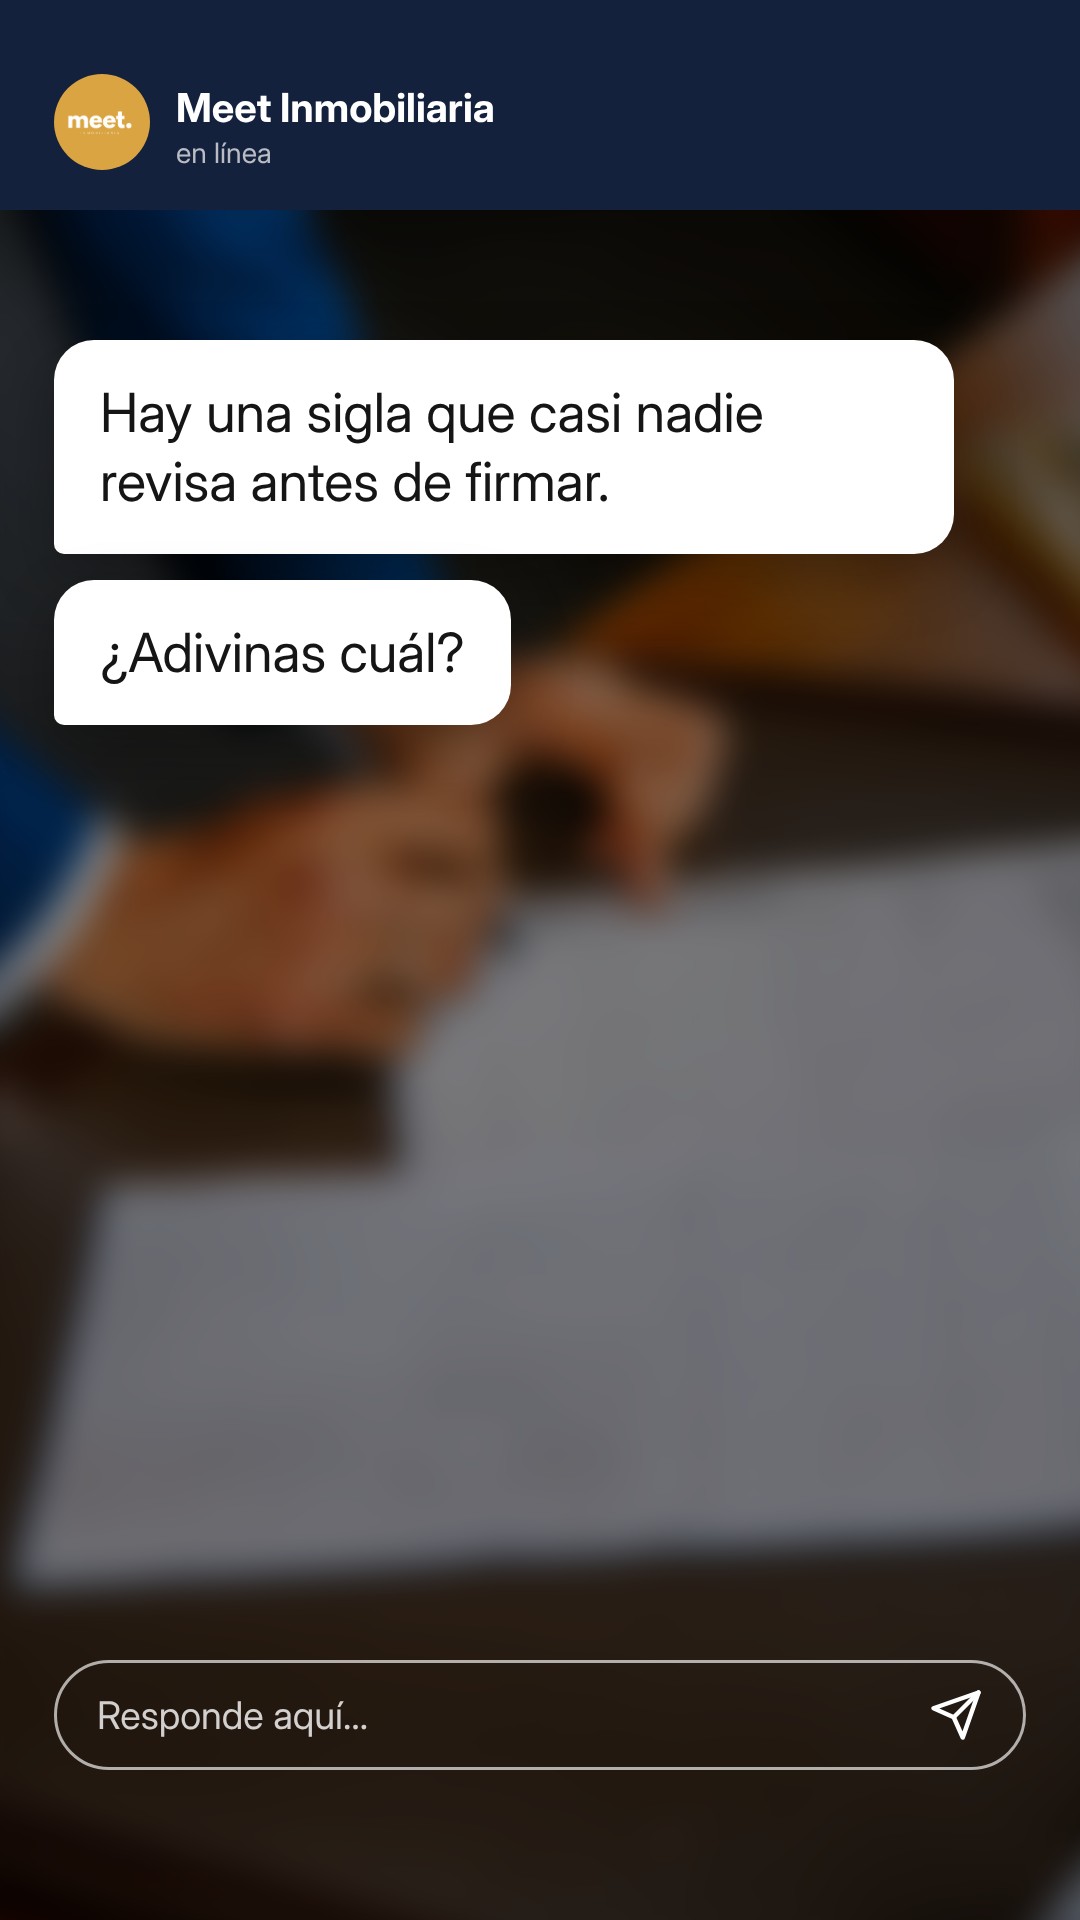 meet.
Meet Inmobiliaria
en línea
Hay una sigla que casi nadie
revisa antes de firmar.
¿Adivinas cuál?
Responde aquí...